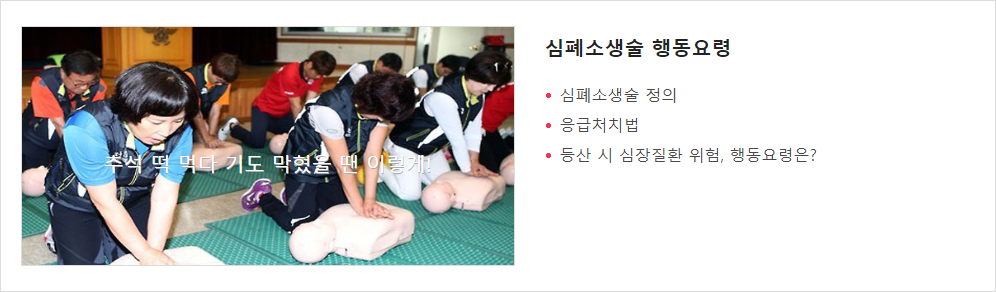 심폐소생술 행동요령
추석 떡 먹다 기도 막혔을 땐 이렇게!
심폐소생술 정의
응급처치법
등산 시 심장질환 위험, 행동요령은?